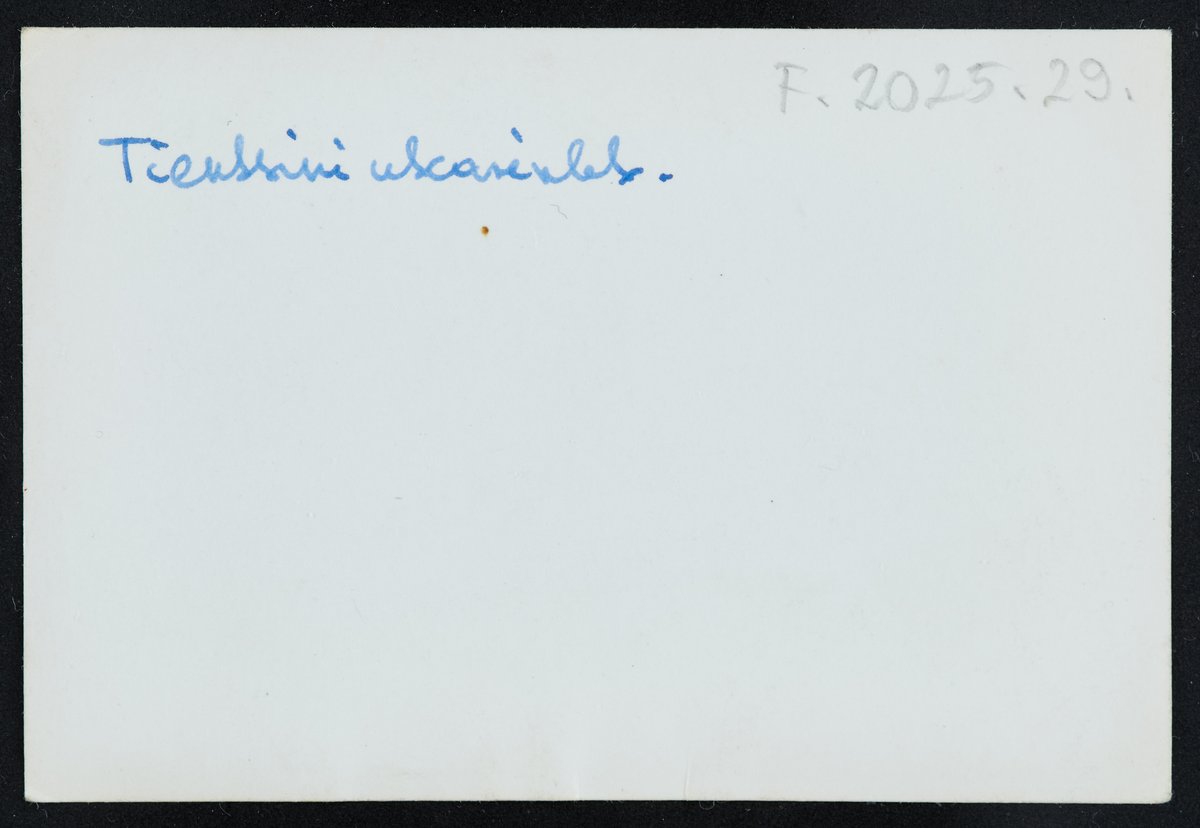 F. 2025. 29.
Tientsini utcarészlet.